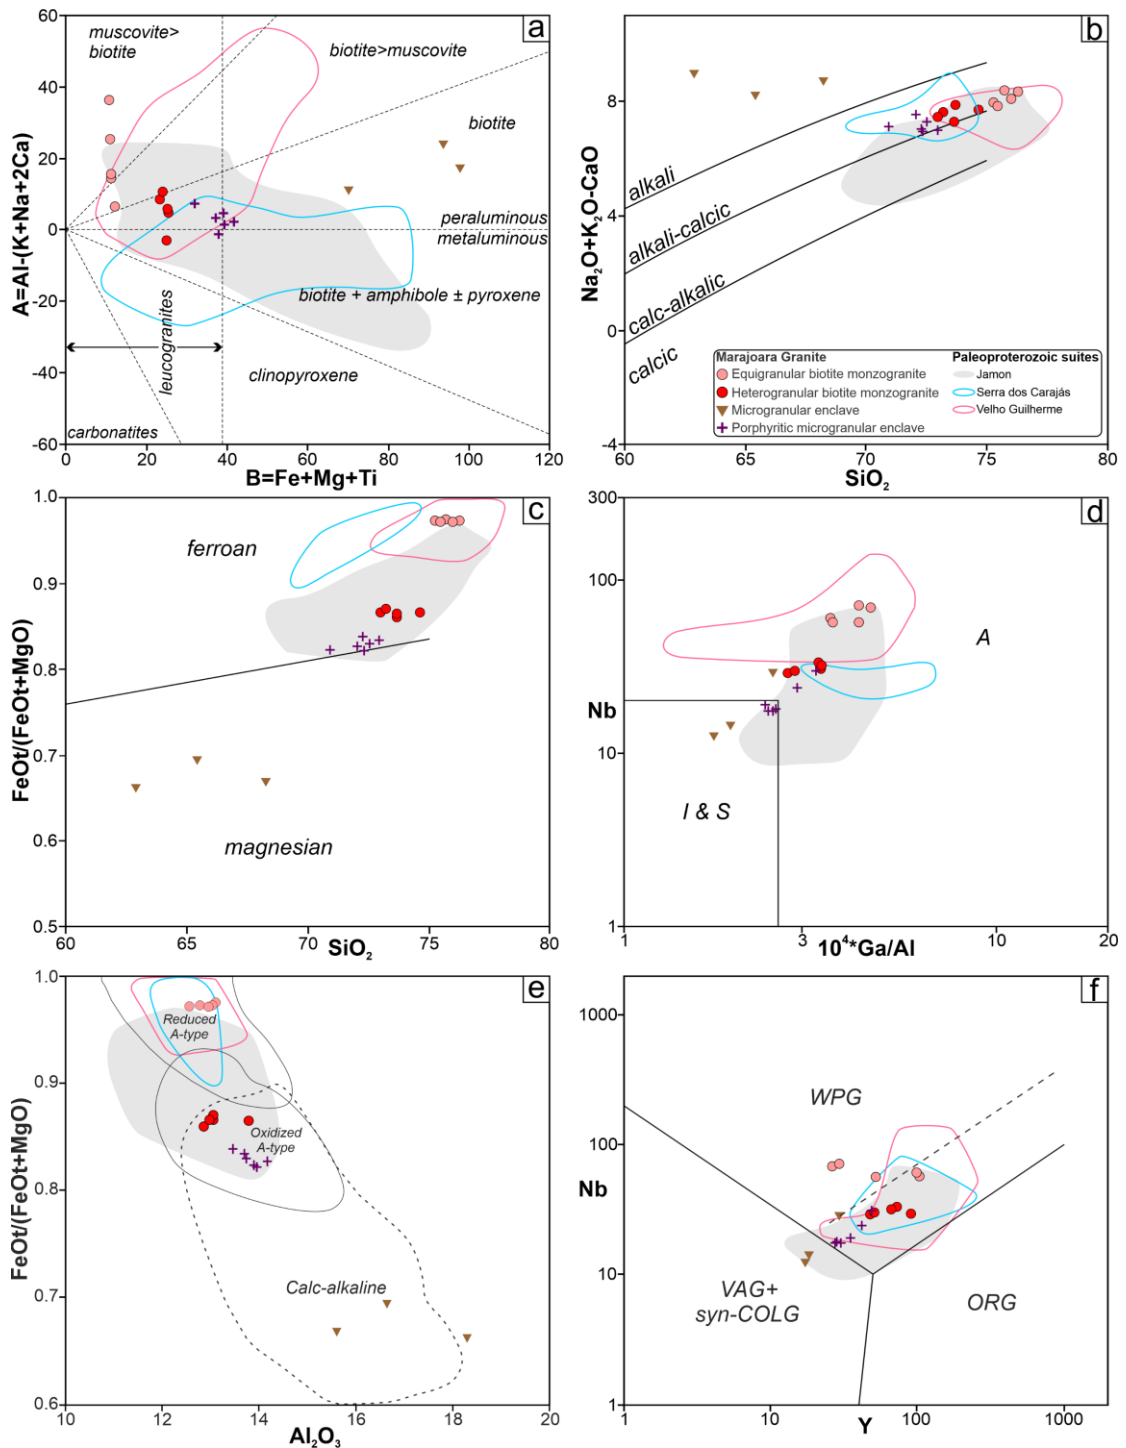 a
60
40
20
0
-20
-40
-60
A=Al-(K+Na+2Ca)
muscovite>
biotite
biotite>muscovite
biotite
peraluminous
metaluminous
biotite + amphibole ± pyroxene
leucogranites
clinopyroxene
carbonatites
0 20 40 60 80 100 120
B=Fe+Mg+Ti
b
8
4
0
-4
Na₂O+K₂O-CaO
alkali
alkali-calcic
calc-alkalic
calcic
Marajoara Granite
Equigranular biotite monzogranite
Heterogranular biotite monzogranite
Microgranular enclave
Porphyritic microgranular enclave
Paleoproterozoic suites
Jamon
Serra dos Carajás
Velho Guilherme
60 65 70 75 80
SiO₂
c
1.0
0.9
0.8
0.7
0.6
0.5
FeOt/(FeOt+MgO)
ferroan
magnesian
60 65 70 75 80
SiO₂
d
300
100
Nb
10
1
A
I & S
1 3 10 20
10⁴*Ga/Al
e
1.0
0.9
0.8
0.7
0.6
FeOt/(FeOt+MgO)
Reduced
A-type
Oxidized
A-type
Calc-alkaline
10 12 14 16 18 20
Al₂O₃
f
1000
100
Nb
10
1
WPG
VAG+
syn-COLG
ORG
1 10 100 1000
Y